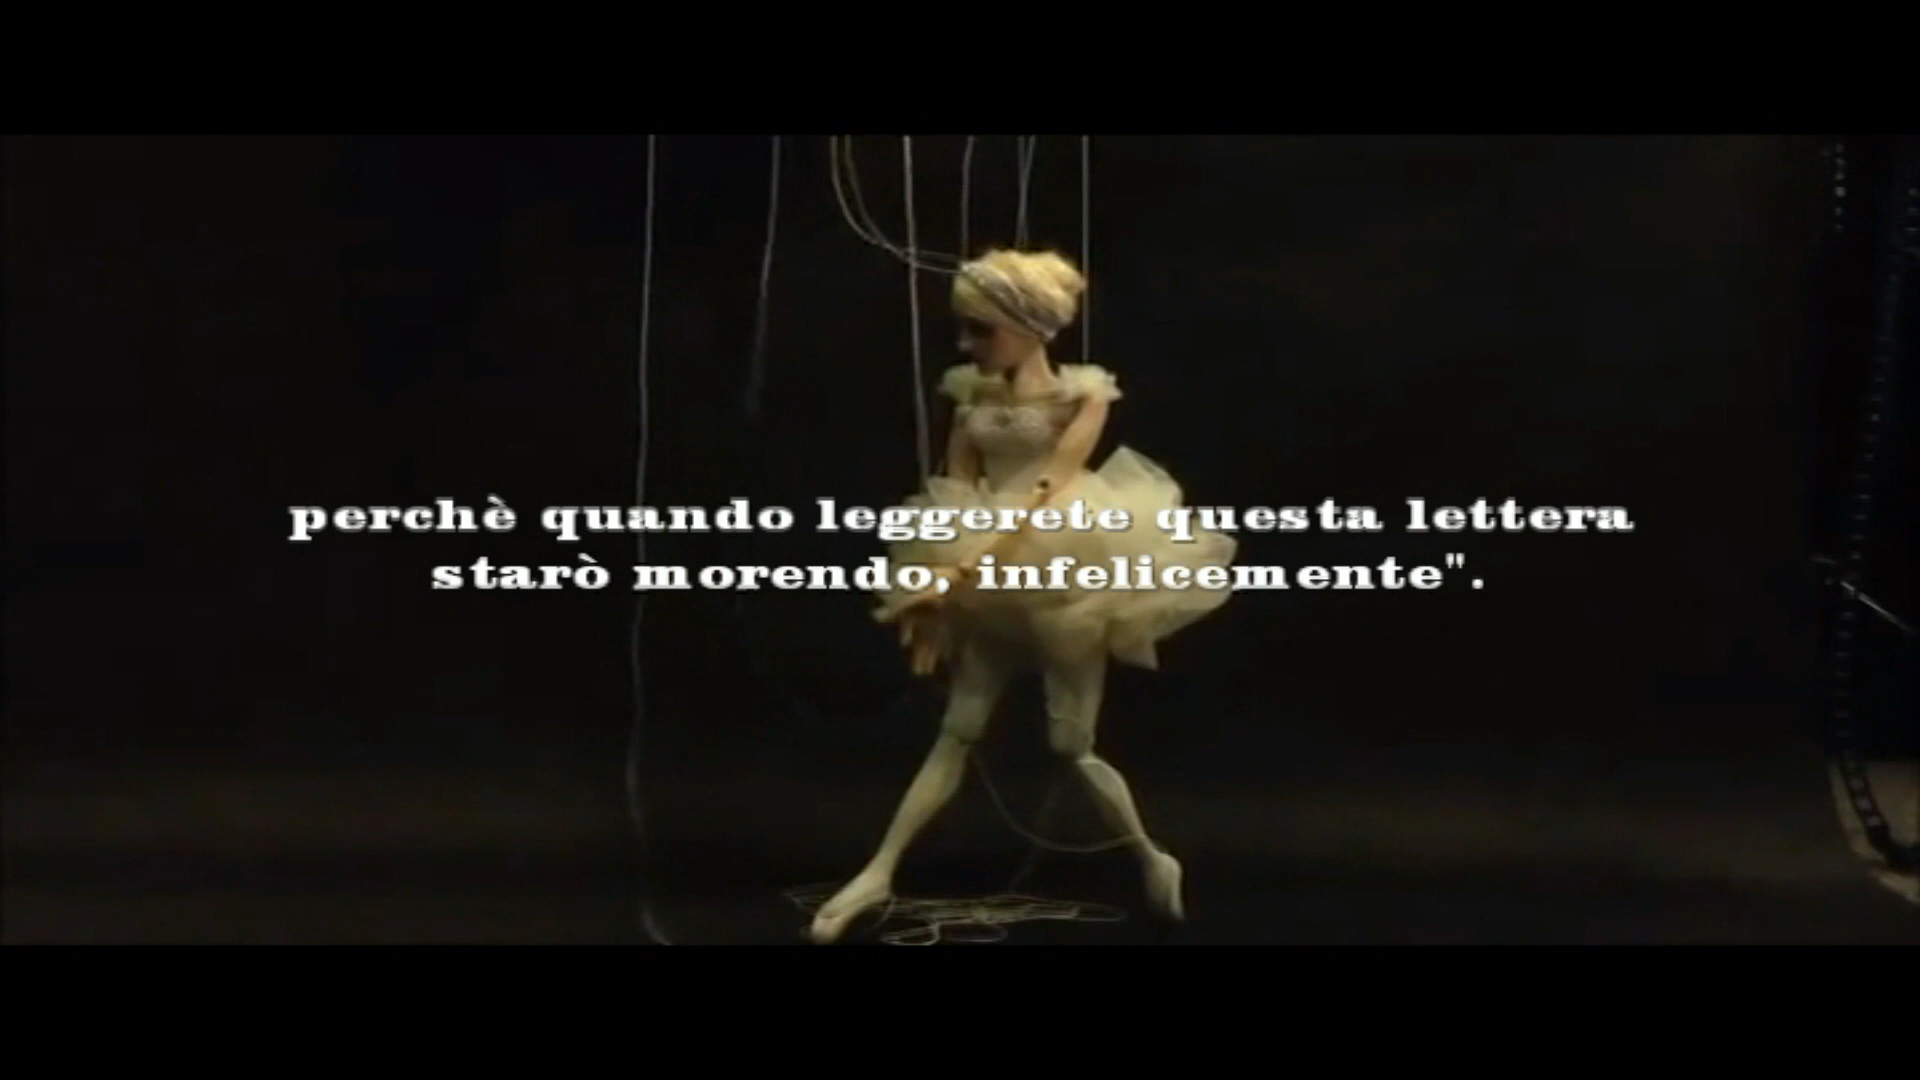 perchè quando leggerete questa lettera
starò morendo, infelicemente".